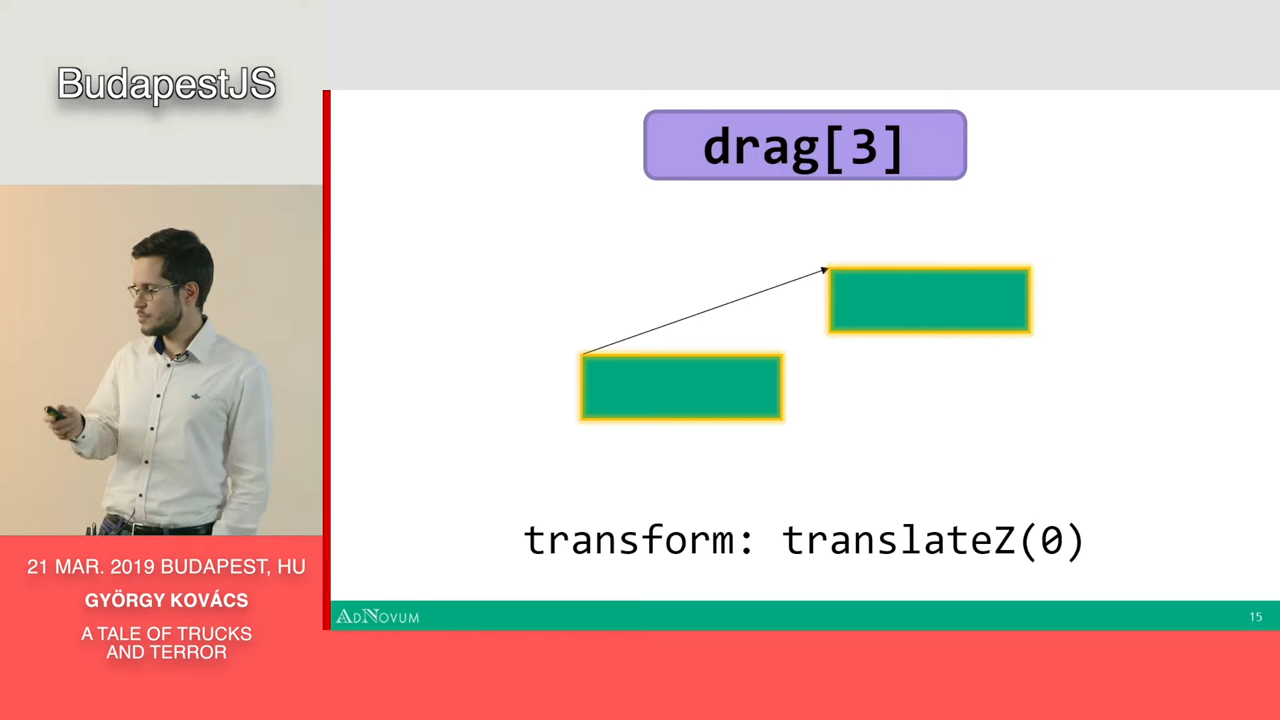 BudapestJS
21 MAR. 2019 BUDAPEST, HU
GYÖRGY KOVÁCS
A TALE OF TRUCKS
AND TERROR
drag[3]
transform: translateZ(0)
ADNOVUM
15